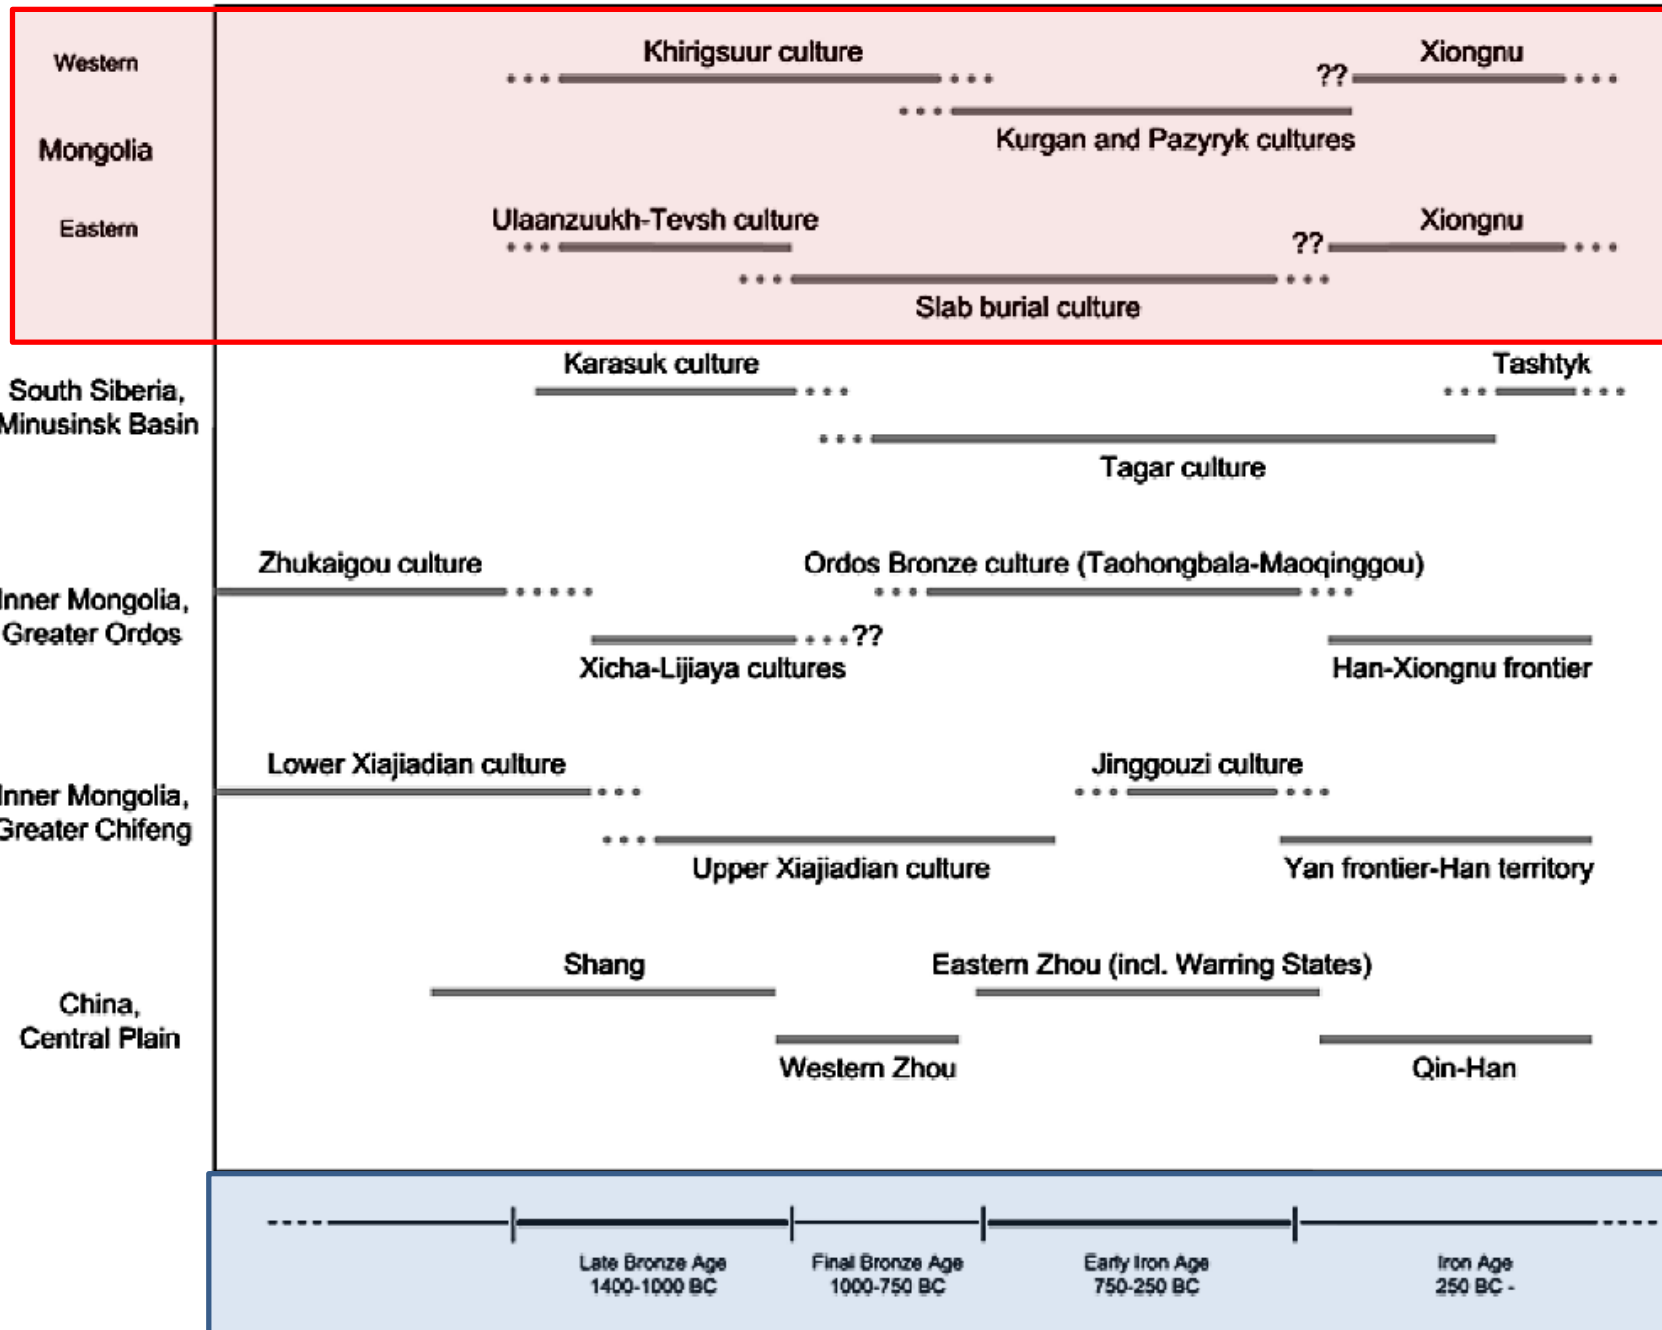 Western
Khirigsuur culture
Xiongnu
??
Mongolia
Kurgan and Pazyryk cultures
Eastern
Ulaanzuukh-Tevsh culture
Xiongnu
??
Slab burial culture
South Siberia,
Minusinsk Basin
Karasuk culture
Tashtyk
Tagar culture
Inner Mongolia,
Greater Ordos
Zhukaigou culture
Ordos Bronze culture (Taohongbala-Maoqinggou)
??
Xicha-Lijiaya cultures
Han-Xiongnu frontier
Inner Mongolia,
Greater Chifeng
Lower Xiajiadian culture
Jinggouzi culture
Upper Xiajiadian culture
Yan frontier-Han territory
China,
Central Plain
Shang
Eastern Zhou (incl. Warring States)
Western Zhou
Qin-Han
Late Bronze Age
1400-1000 BC
Final Bronze Age
1000-750 BC
Early Iron Age
750-250 BC
Iron Age
250 BC -